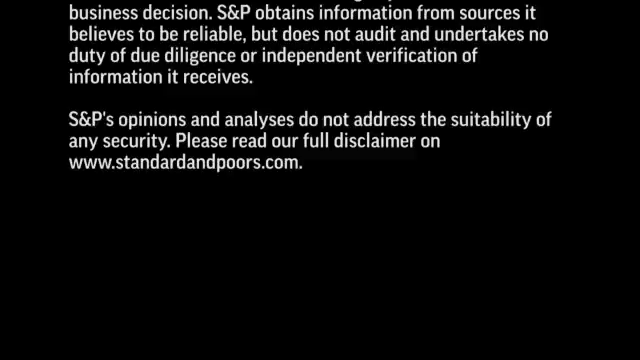 business decision. S&P obtains information from sources it
believes to be reliable, but does not audit and undertakes no
duty of due diligence or independent verification of
information it receives.
S&P's opinions and analyses do not address the suitability of
any security. Please read our full disclaimer on
www.standardandpoors.com.